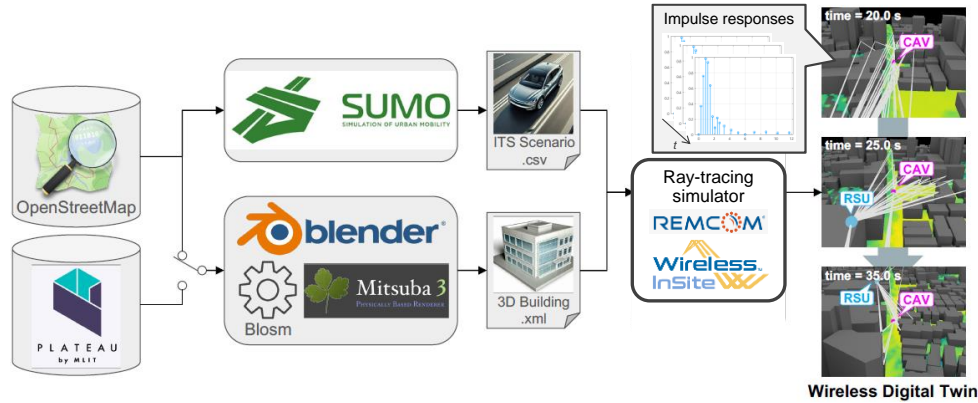 OpenStreetMap
PLATEAU
by MLIT
SUMO
SIMULATION OF URBAN MOBILITY
blender®
Blosm
Mitsuba 3
PHYSICALLY BASED RENDERER
ITS Scenario
.csv
3D Building
.xml
Impulse responses
t
Ray-tracing
simulator
REMCOM®
Wireless
InSite
time = 20.0 s
CAV
time = 25.0 s
CAV
RSU
time = 35.0 s
RSU
CAV
Wireless Digital Twin